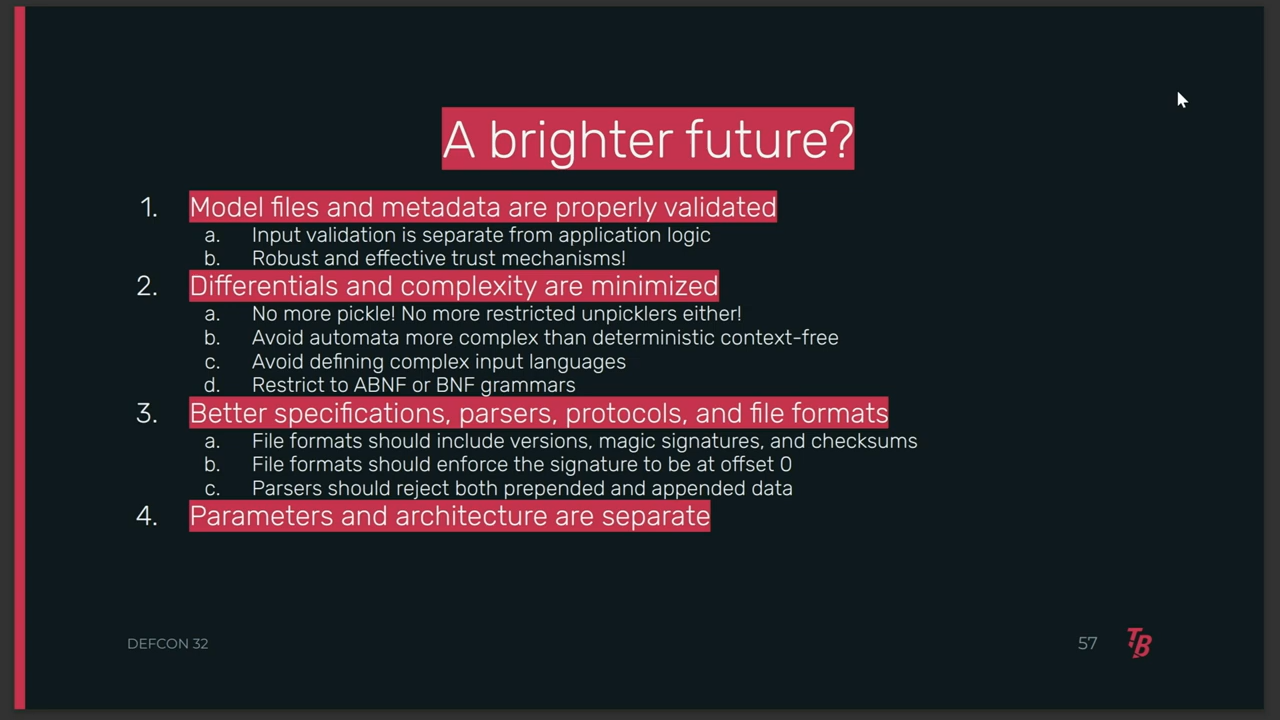 A brighter future?
1. Model files and metadata are properly validated
a. Input validation is separate from application logic
b. Robust and effective trust mechanisms!
2. Differentials and complexity are minimized
a. No more pickle! No more restricted unpicklers either!
b. Avoid automata more complex than deterministic context-free
c. Avoid defining complex input languages
d. Restrict to ABNF or BNF grammars
3. Better specifications, parsers, protocols, and file formats
a. File formats should include versions, magic signatures, and checksums
b. File formats should enforce the signature to be at offset 0
c. Parsers should reject both prepended and appended data
4. Parameters and architecture are separate
DEFCON 32
57
TB